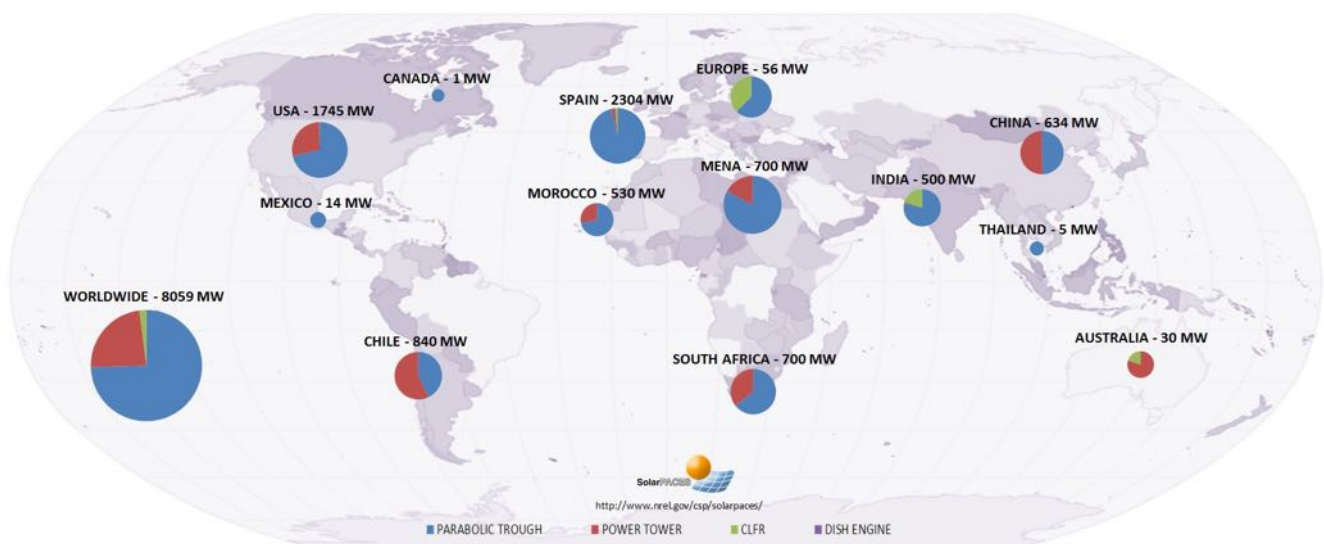 CANADA - 1 MW
EUROPE - 56 MW
USA - 1745 MW
SPAIN - 2304 MW
CHINA - 634 MW
MEXICO - 14 MW
MOROCCO - 530 MW
MENA - 700 MW
INDIA - 500 MW
THAILAND - 5 MW
WORLDWIDE - 8059 MW
CHILE - 840 MW
SOUTH AFRICA - 700 MW
AUSTRALIA - 30 MW
SolarPACES
http://www.nrel.gov/csp/solarpaces/
PARABOLIC TROUGH POWER TOWER CLFR DISH ENGINE